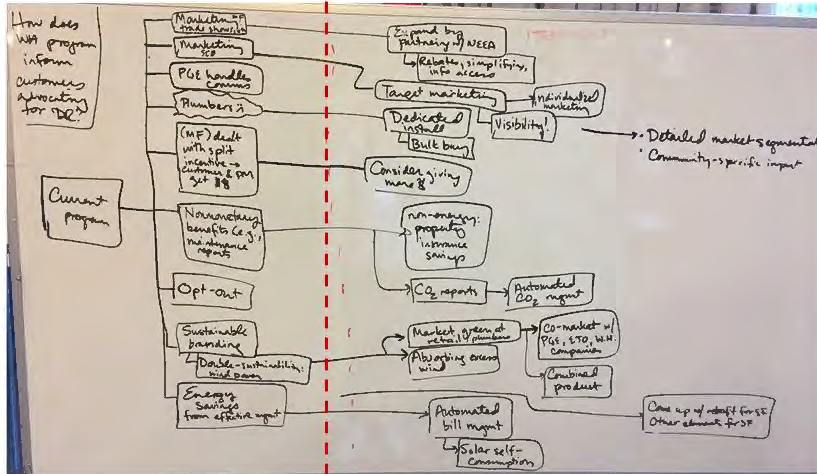 How does
WH program
inform
customers
advocating
for "DR"?
Current
program
Marketing MF
trade shows
Marketing
PGE handles
comms
Plumbers
(MF) dealt
with split
incentive →
customer & pm
get $$
Nonmonetary
benefits (e.g.,
maintenance
reports
Opt-out
Sustainable
branding
Double-sustainability:
wind power
Energy
Savings
from effective mgmt
Expand by
partnering w/ NEEA
Rebates, simplifying,
info access
Target marketing
Individualized
marketing
Visibility!
Dedicated
install
Bulk buy
Consider giving
more $
non-energy:
property
insurance
savings
CO2 reports
Automated
CO2 mgmt
Market, green, at
retail, plumbers
Absorbing excess
wind
Co-market w/
PGE, ETO, W.H.
companies
Combined
product
Automated
bill mgmt
Solar self-
consumption
• Detailed market segmentat
• Community-specific import
Come up w/ retrofit for SF
Other elements for SF